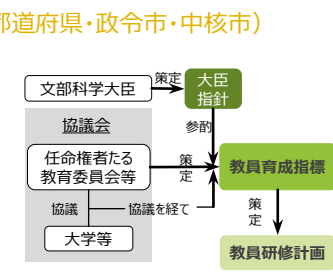 都道府県・政令市・中核市）
文部科学大臣
策定
大臣
指針
協議会
参酌
任命権者たる
教育委員会等
策
定
教員育成指標
協議
協議を経て
策
定
大学等
教員研修計画